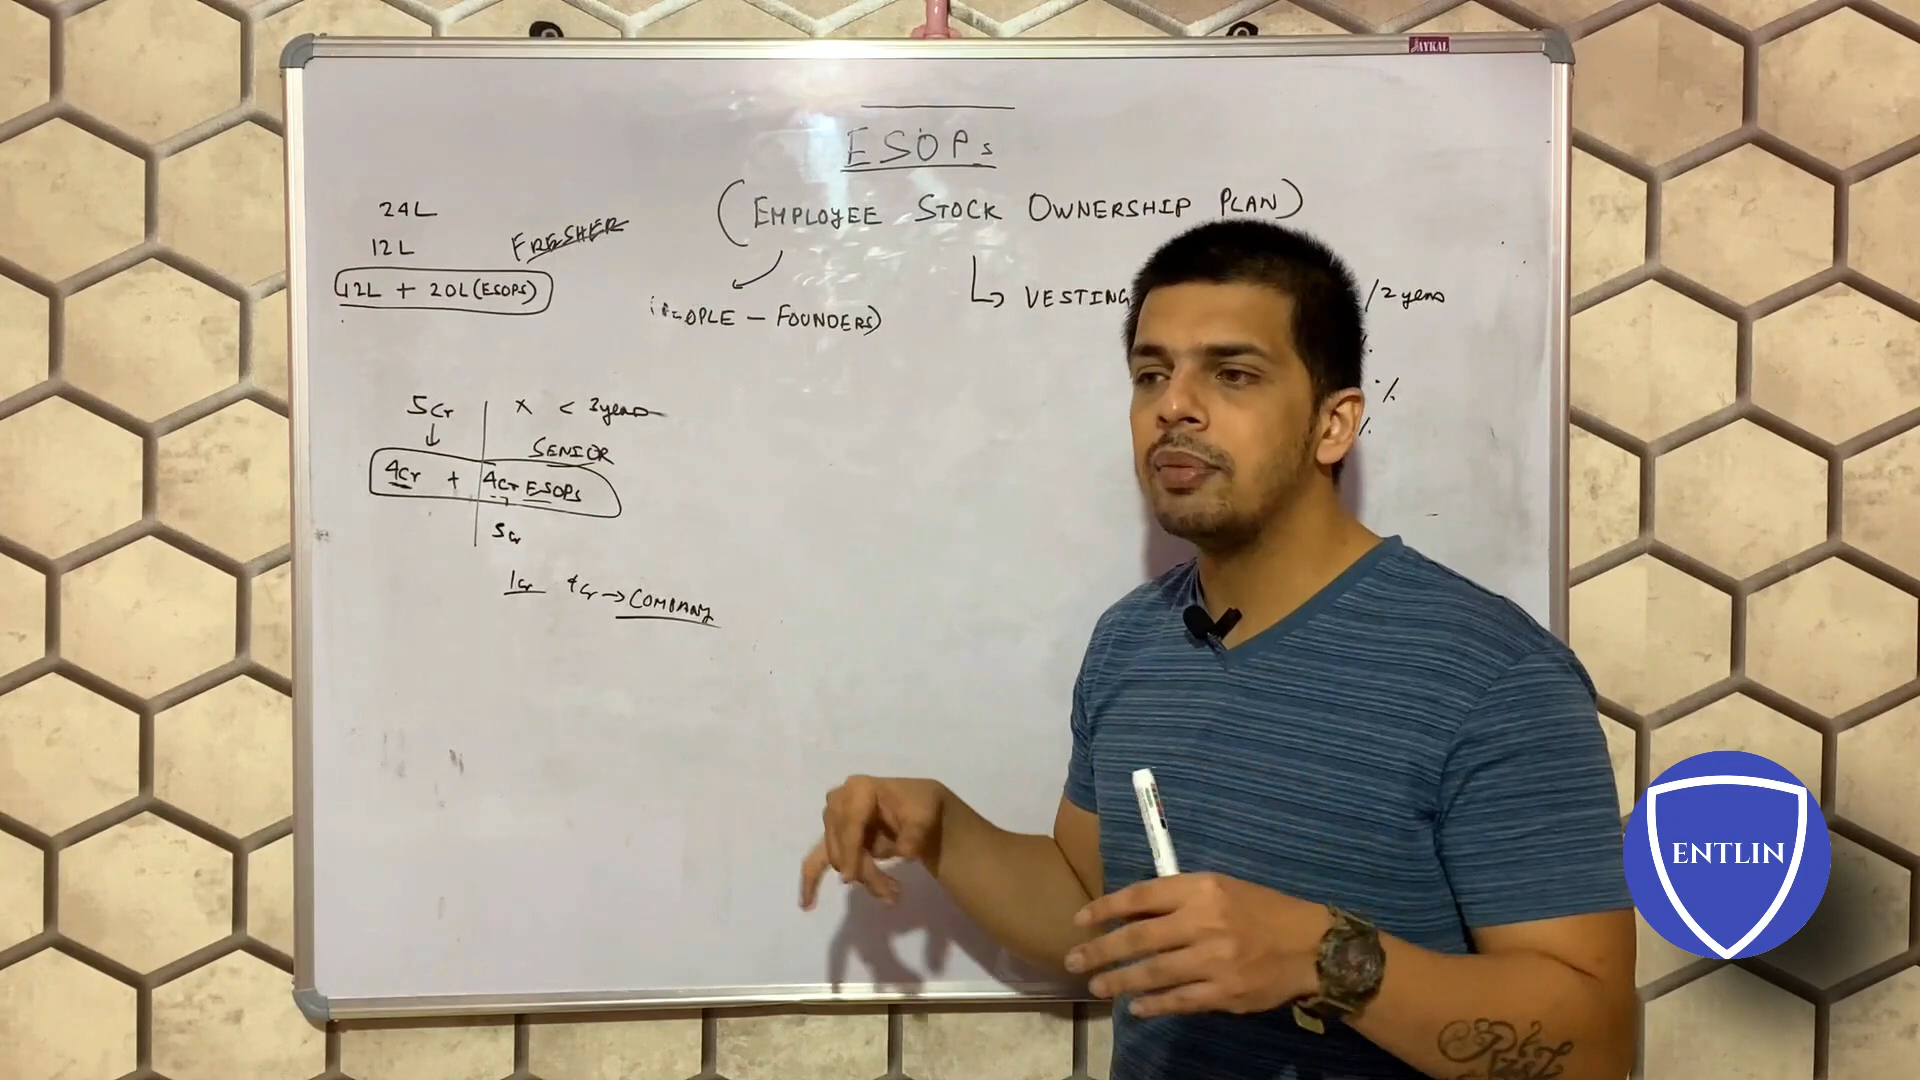 JAYKAL
ESOPs
(EMPLOYEE STOCK OWNERSHIP PLAN)
24L
12L
FRESHER
12L + 20L (ESOPS)
- FOUNDERS)
VESTING
/2 years
%
5Cr
x < 3years
SENIOR
4Cr + 4Cr ESOPs
5Cr
1Cr 4Cr → COMPANY
ENTLIN